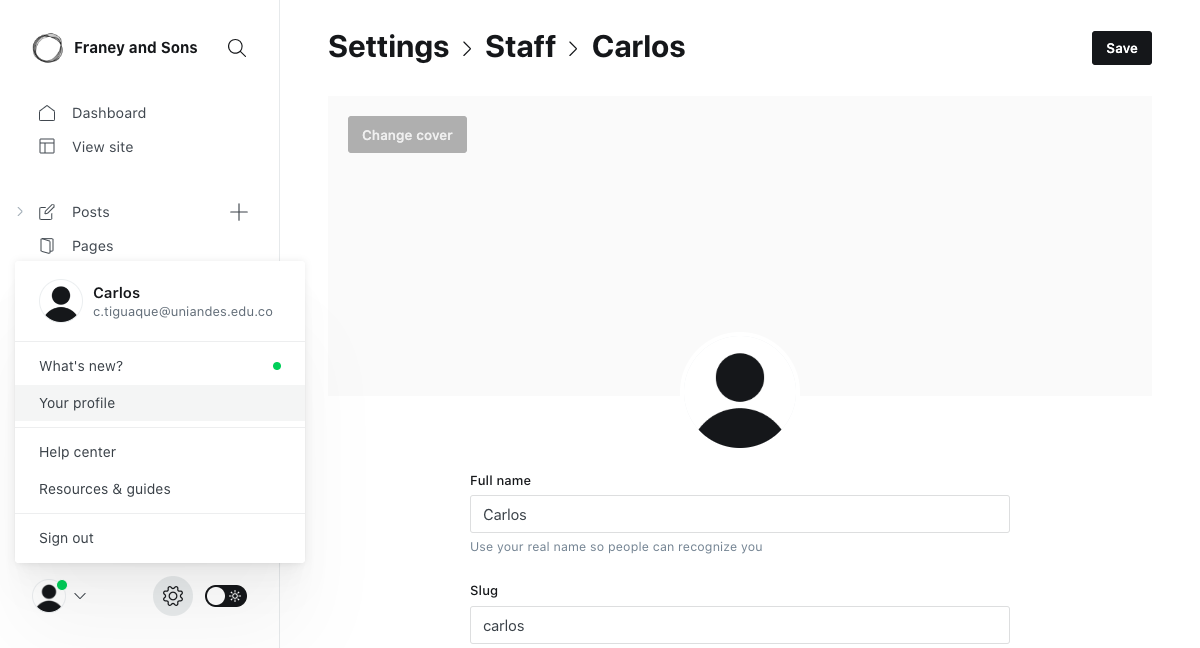 Franey and Sons
Settings
Staff
Carlos
Save
Dashboard
View site
Change cover
Posts
Pages
Carlos
c.tiguaque@uniandes.edu.co
What's new?
Your profile
Help center
Resources & guides
Sign out
Full name
Carlos
Use your real name so people can recognize you
Slug
carlos